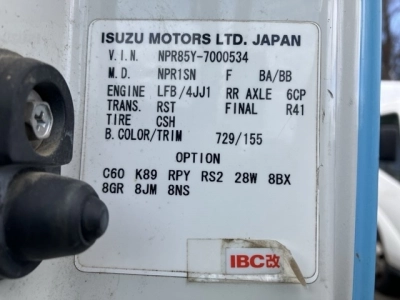 ISUZU MOTORS LTD. JAPAN
V.I.N. NPR85Y-7000534
M.D. NPR1SN F BA/BB
ENGINE LFB/4JJ1 RR AXLE 6CP
TRANS. RST FINAL R41
TIRE CSH
B.COLOR/TRIM 729/155
OPTION
C60 K89 RPY RS2 28W 8BX
8GR 8JM 8NS
IBC改